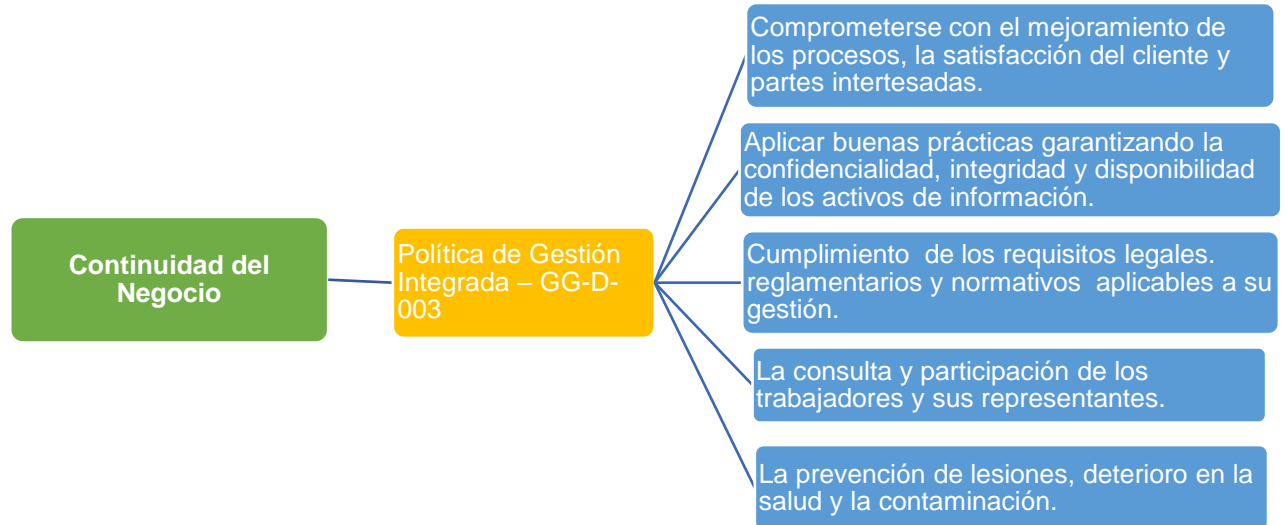 Continuidad del
Negocio
Política de Gestión
Integrada – GG-D-
003
Comprometerse con el mejoramiento de
los procesos, la satisfacción del cliente y
partes intertesadas.
Aplicar buenas prácticas garantizando la
confidencialidad, integridad y disponibilidad
de los activos de información.
Cumplimiento  de los requisitos legales.
reglamentarios y normativos  aplicables a su
gestión.
La consulta y participación de los
trabajadores y sus representantes.
La prevención de lesiones, deterioro en la
salud y la contaminación.